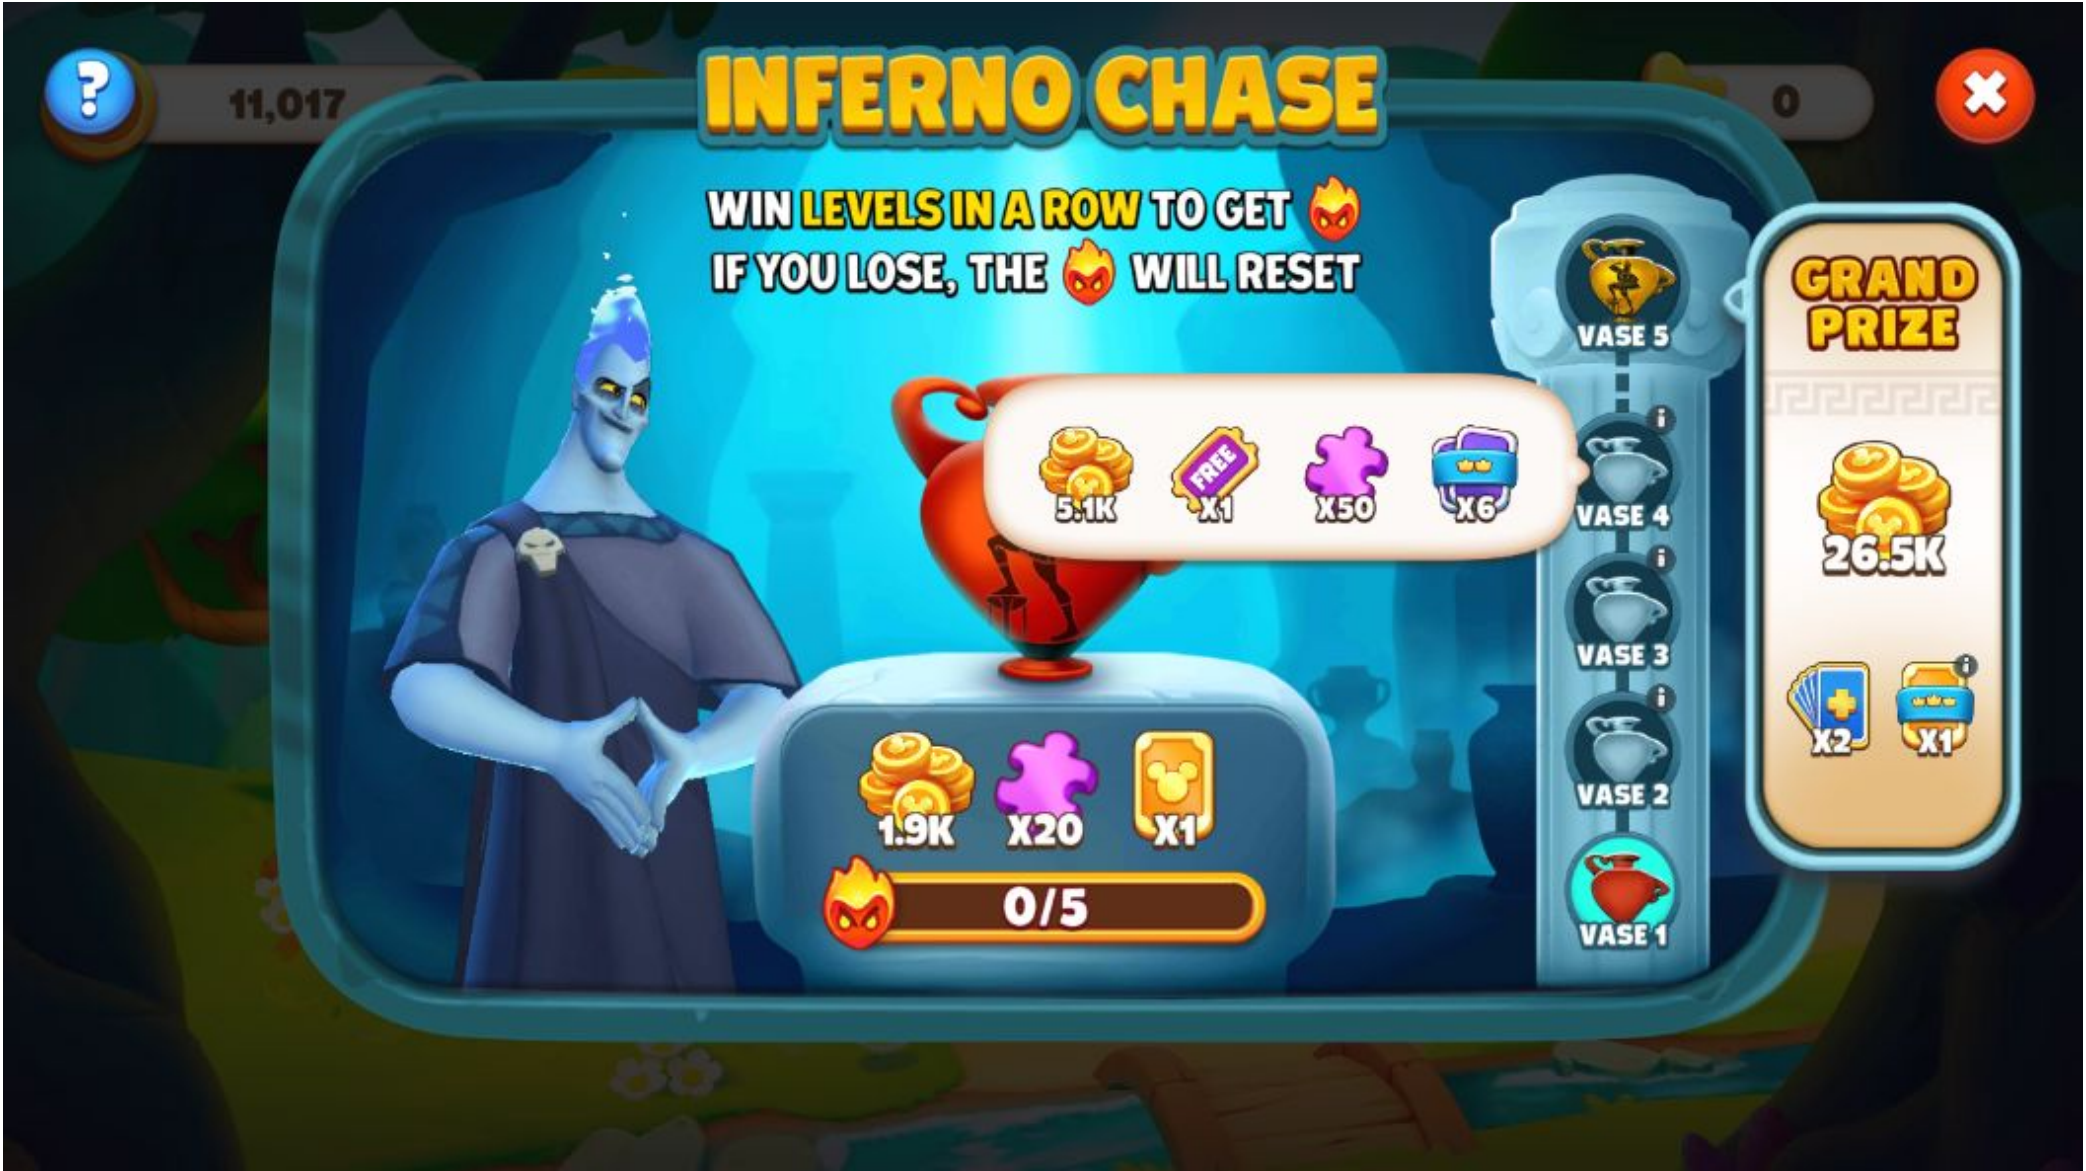 ?
11,017
INFERNO CHASE
0
WIN LEVELS IN A ROW TO GET
IF YOU LOSE, THE WILL RESET
5.1K
FREE
X1
X50
X6
1.9K
X20
X1
0/5
VASE 5
i
VASE 4
i
VASE 3
i
VASE 2
VASE 1
GRAND
PRIZE
26.5K
X2
i
X1